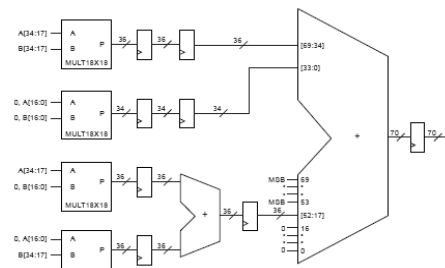 A[34:17] A P 36 36 36 [69:34]
B[34:17] B
MULT18X18
[33:0]
0, A[16:0] A P 34 34 34
0, B[16:0] B
MULT18X18
+ 70 70
A[34:17] A P 36 MSB 69
0, B[16:0] B
MULT18X18 MSB 53
+ 36 36 [52:17]
0 16
0, A[16:0] A P 36 0
B[34:17] B 0 0
MULT18X18